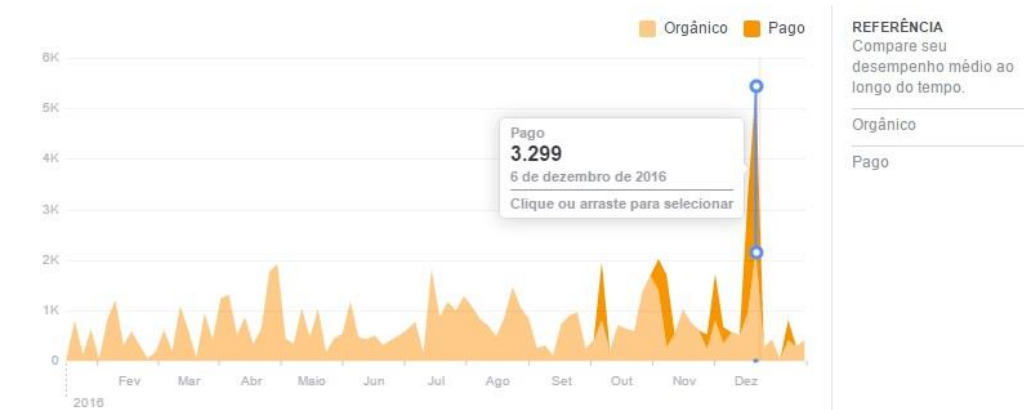 Orgânico Pago
6K
5K
4K
3K
2K
1K
0
Fev Mar Abr Maio Jun Jul Ago Set Out Nov Dez
2016
Pago
3.299
6 de dezembro de 2016
Clique ou arraste para selecionar
REFERÊNCIA
Compare seu
desempenho médio ao
longo do tempo.
Orgânico
Pago